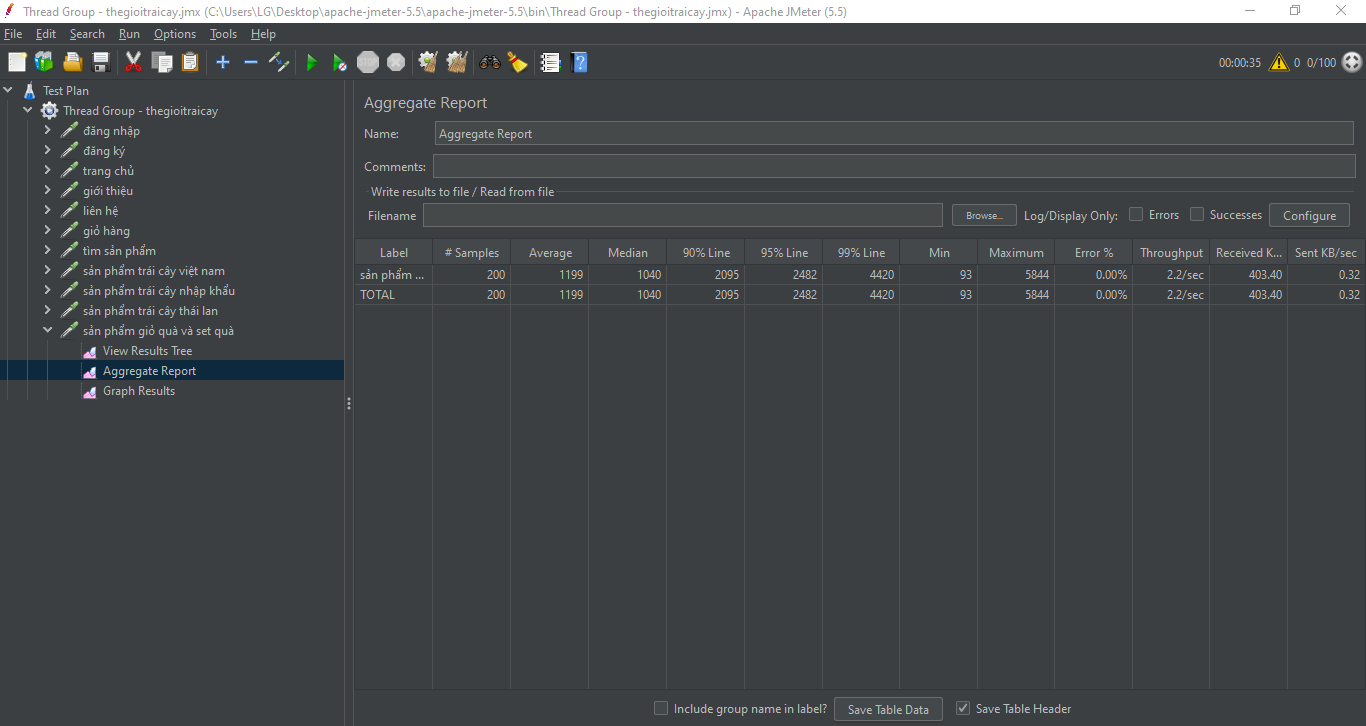 Thread Group - thegioitraicay.jmx (C:\Users\LG\Desktop\apache-jmeter-5.5\apache-jmeter-5.5\bin\Thread Group - thegioitraicay.jmx) - Apache JMeter (5.5)
File Edit Search Run Options Tools Help
STOP 00:00:35 0 0/100
Test Plan
Thread Group - thegioitraicay
đăng nhập
đăng ký
trang chủ
giới thiệu
liên hệ
giỏ hàng
tìm sản phẩm
sản phẩm trái cây việt nam
sản phẩm trái cây nhập khẩu
sản phẩm trái cây thái lan
sản phẩm giỏ quà và set quà
View Results Tree
Aggregate Report
Graph Results
Aggregate Report
Name: Aggregate Report
Comments:
Write results to file / Read from file
Filename Browse... Log/Display Only: Errors Successes Configure
Label # Samples Average Median 90% Line 95% Line 99% Line Min Maximum Error % Throughput Received K... Sent KB/sec
sản phẩm ... 200 1199 1040 2095 2482 4420 93 5844 0.00% 2.2/sec 403.40 0.32
TOTAL 200 1199 1040 2095 2482 4420 93 5844 0.00% 2.2/sec 403.40 0.32
Include group name in label? Save Table Data Save Table Header